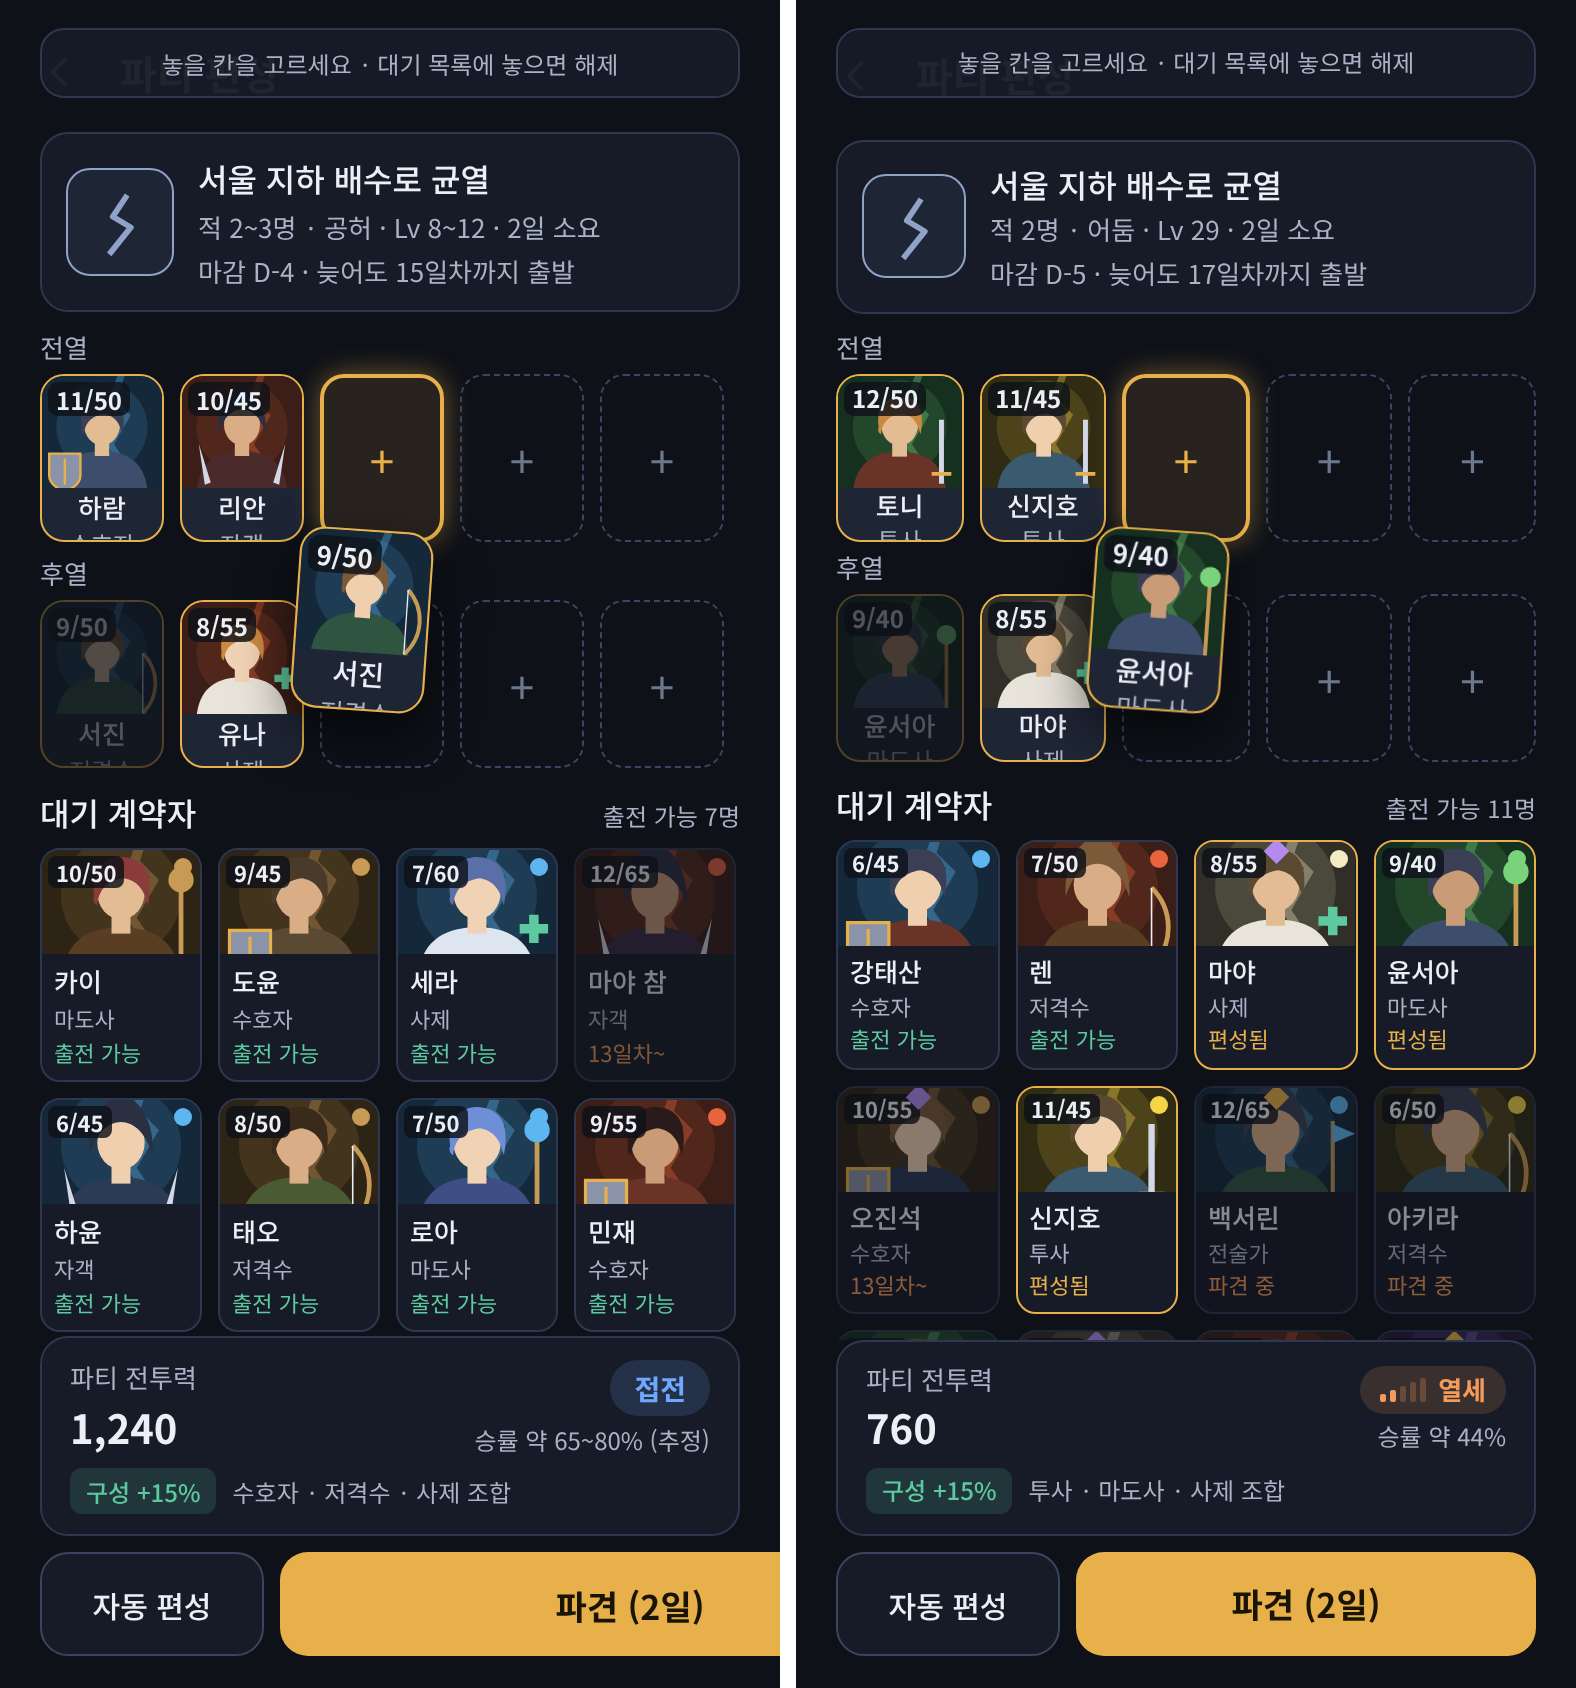 파티 편성
놓을 칸을 고르세요 · 대기 목록에 놓으면 해제
서울 지하 배수로 균열
적 2~3명 · 공허 · Lv 8~12 · 2일 소요
마감 D-4 · 늦어도 15일차까지 출발
전열
11/50
10/45
+
+
+
하람
리안
후열
9/50
8/55
9/50
+
+
서진
유나
서진
대기 계약자
출전 가능 7명
10/50
9/45
7/60
12/65
카이
도윤
세라
마야 참
마도사
수호자
사제
자객
출전 가능
출전 가능
출전 가능
13일차~
6/45
8/50
7/50
9/55
하윤
태오
로아
민재
자객
저격수
마도사
수호자
출전 가능
출전 가능
출전 가능
출전 가능
파티 전투력
접전
1,240
승률 약 65~80% (추정)
구성 +15%
수호자 · 저격수 · 사제 조합
자동 편성
파견 (2일)
파티 편성
놓을 칸을 고르세요 · 대기 목록에 놓으면 해제
서울 지하 배수로 균열
적 2명 · 어둠 · Lv 29 · 2일 소요
마감 D-5 · 늦어도 17일차까지 출발
전열
12/50
11/45
+
+
+
토니
신지호
투사
투사
후열
9/40
8/55
9/40
+
+
윤서아
마야
윤서아
마도사
사제
마도사
대기 계약자
출전 가능 11명
6/45
7/50
8/55
9/40
강태산
렌
마야
윤서아
수호자
저격수
사제
마도사
출전 가능
출전 가능
편성됨
편성됨
10/55
11/45
12/65
6/50
오진석
신지호
백서린
아키라
수호자
투사
전술가
저격수
13일차~
편성됨
파견 중
파견 중
파티 전투력
열세
760
승률 약 44%
구성 +15%
투사 · 마도사 · 사제 조합
자동 편성
파견 (2일)